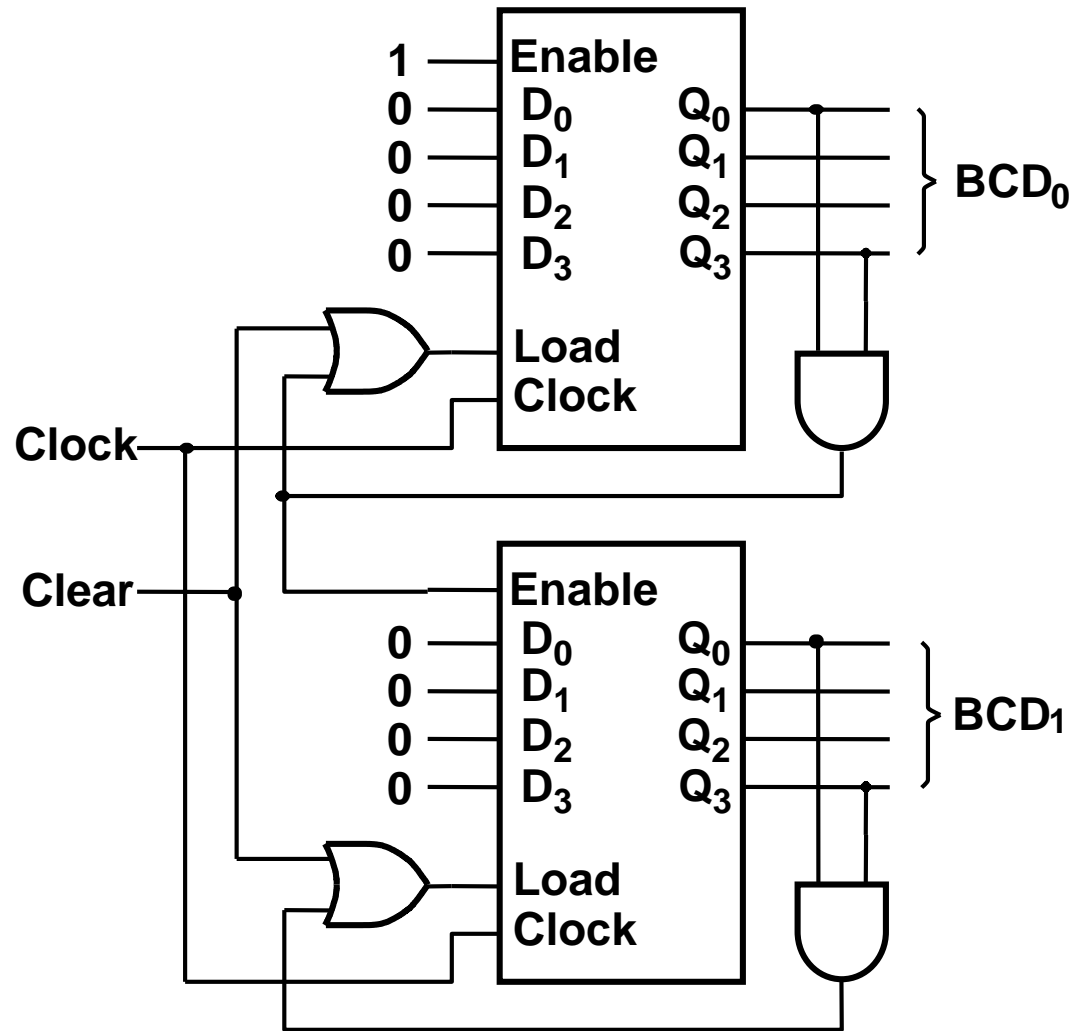 1 Enable
0 D0 Q0
0 D1 Q1
0 D2 Q2
0 D3 Q3
BCD0
Load
Clock
Clock
Clear
Enable
0 D0 Q0
0 D1 Q1
0 D2 Q2
0 D3 Q3
BCD1
Load
Clock